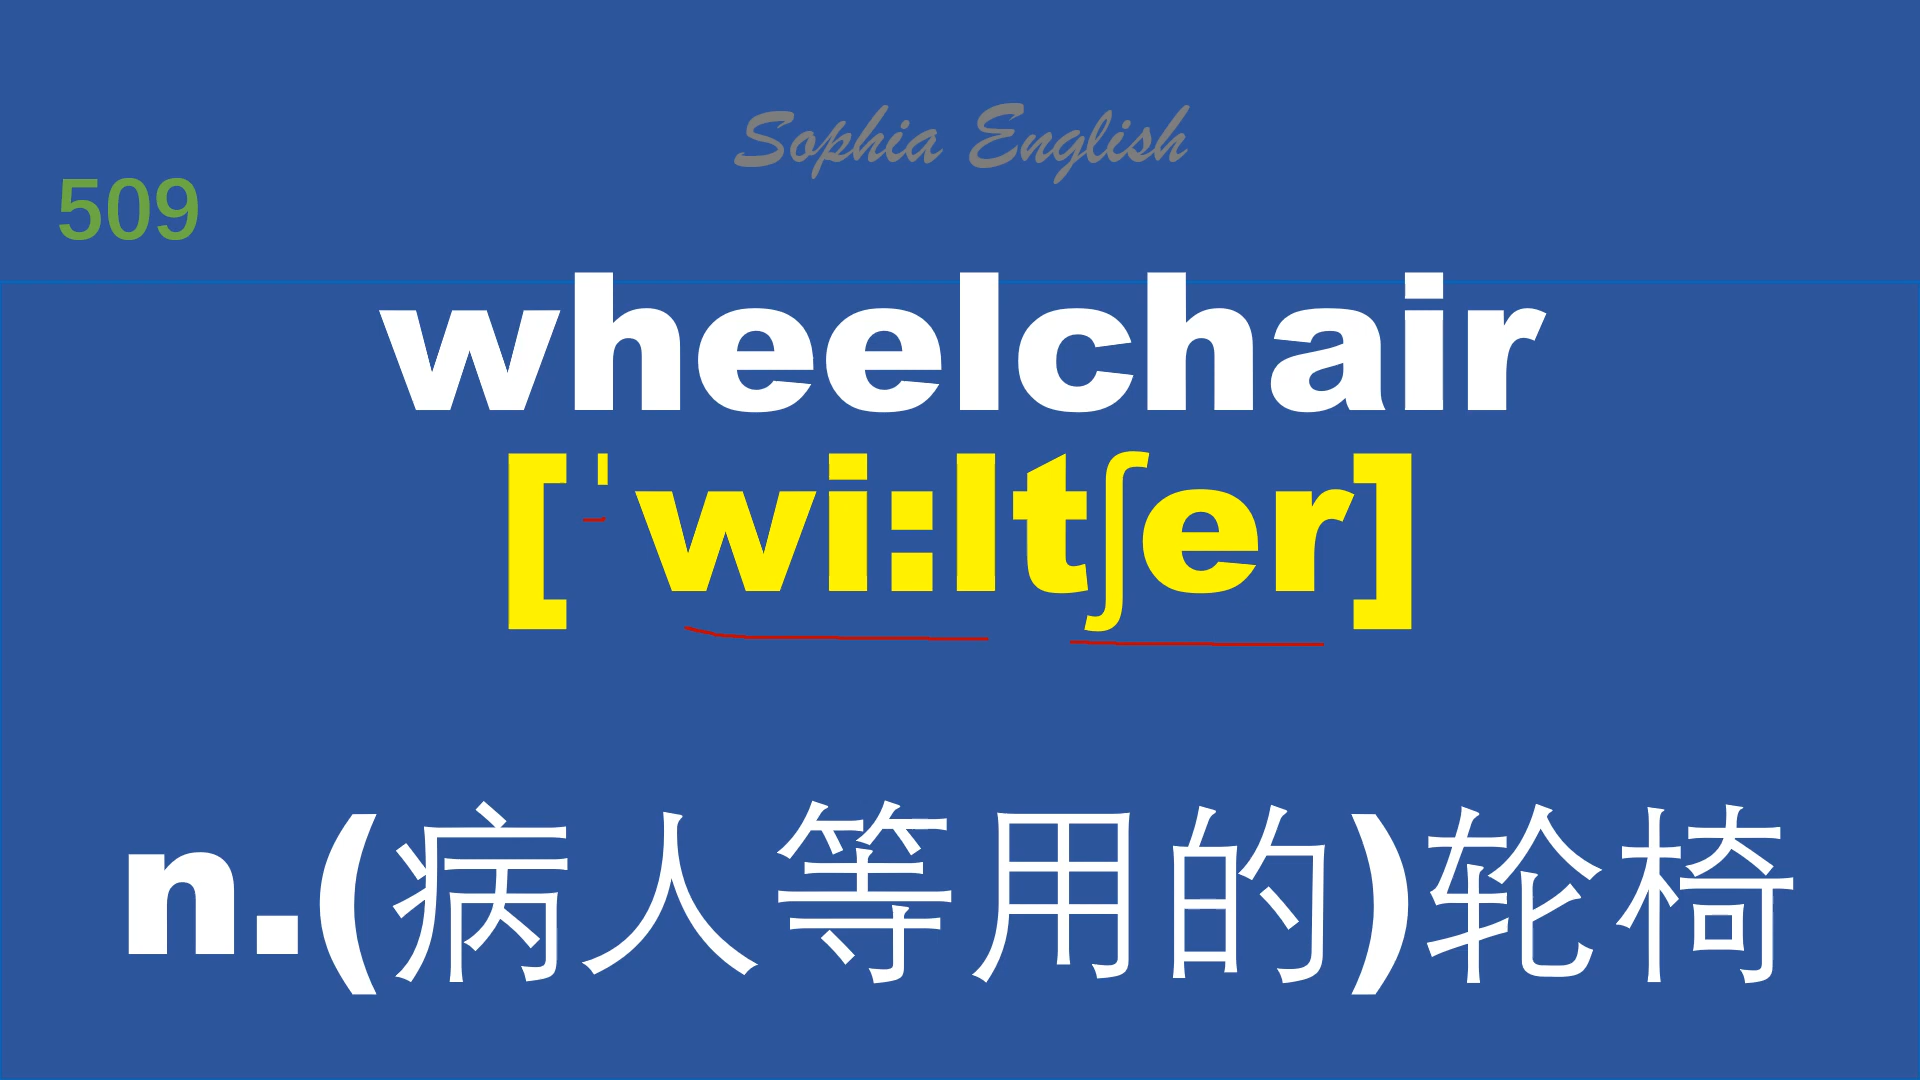 Sophia English
509
wheelchair
[ˈwi:ltʃer]
n.(病人等用的)轮椅